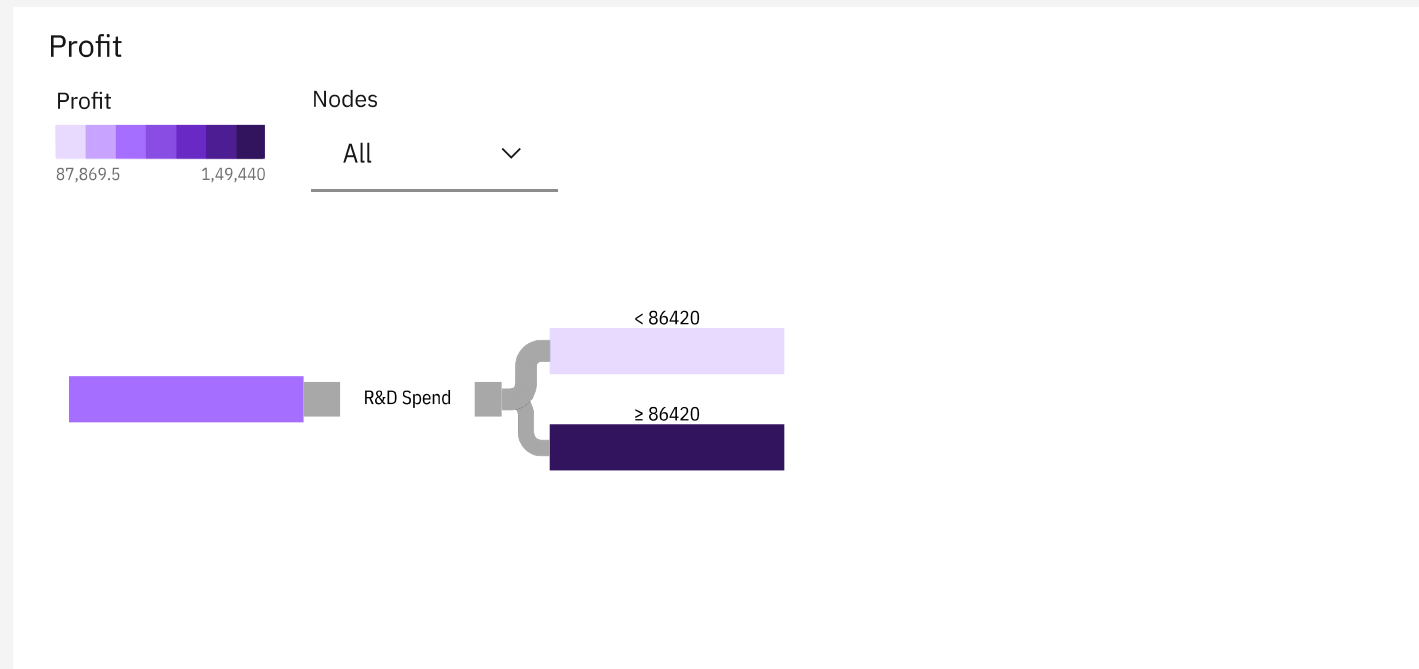 Profit
Profit
Nodes
All
87,869.5
1,49,440
< 86420
R&D Spend
≥ 86420